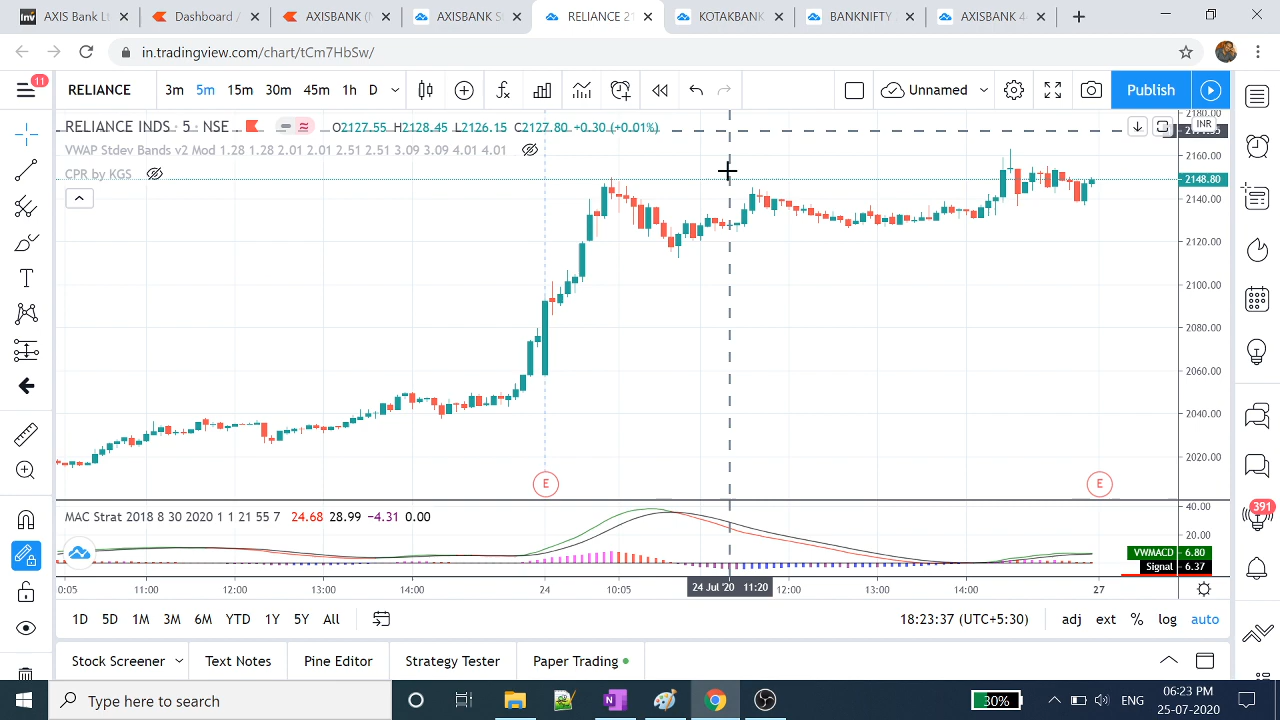 Inv AXIS Bank Li
Dashboard /
AXISBANK (
AXISBANK S
RELIANCE 21
KOTAKBANK
BANKNIFTY
AXISBANK 4
in.tradingview.com/chart/tCm7HbSw/
11
RELIANCE 3m 5m 15m 30m 45m 1h D Unnamed Publish
RELIANCE INDS · 5 · NSE O2127.55 H2128.45 L2126.15 C2127.80 +0.30 (+0.01%)
VWAP Stdev Bands v2 Mod 1.28 1.28 2.01 2.01 2.51 2.51 3.09 3.09 4.01 4.01
CPR by KGS
2180.00
INR
2160.00
2148.80
2140.00
2120.00
2100.00
2080.00
2060.00
2040.00
2020.00
E E
MAC Strat 2018 8 30 2020 1 1 21 55 7 24.68 28.99 −4.31 0.00
40.00
20.00
VWMACD 6.80
Signal 6.37
391
0:05 11:00 12:00 13:00 14:00 24 10:05 24 Jul '20 11:20 12:00 13:00 14:00 27
1D 5D 1M 3M 6M YTD 1Y 5Y All 18:23:37 (UTC+5:30) adj ext % log auto
Stock Screener Text Notes Pine Editor Strategy Tester Paper Trading
Type here to search
30%
ENG
06:23 PM
25-07-2020